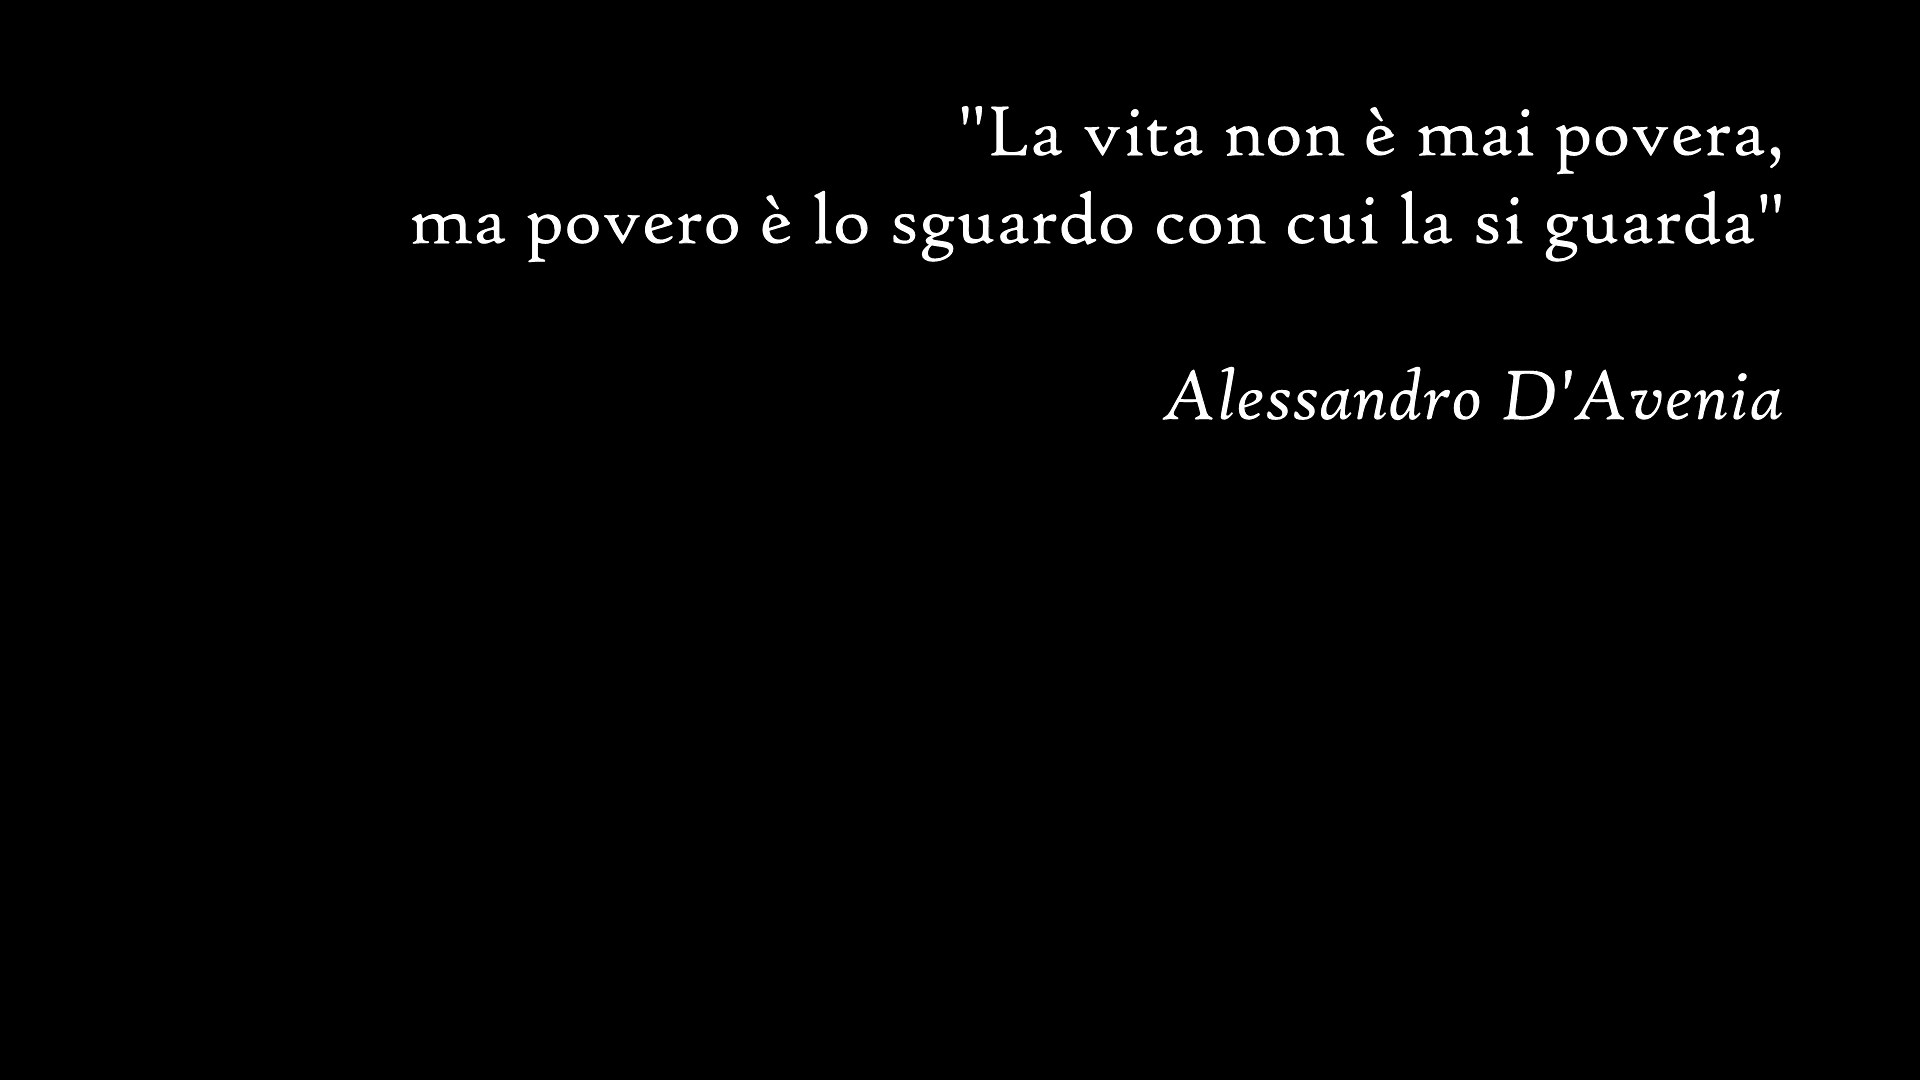 "La vita non è mai povera,
ma povero è lo sguardo con cui la si guarda"
Alessandro D'Avenia